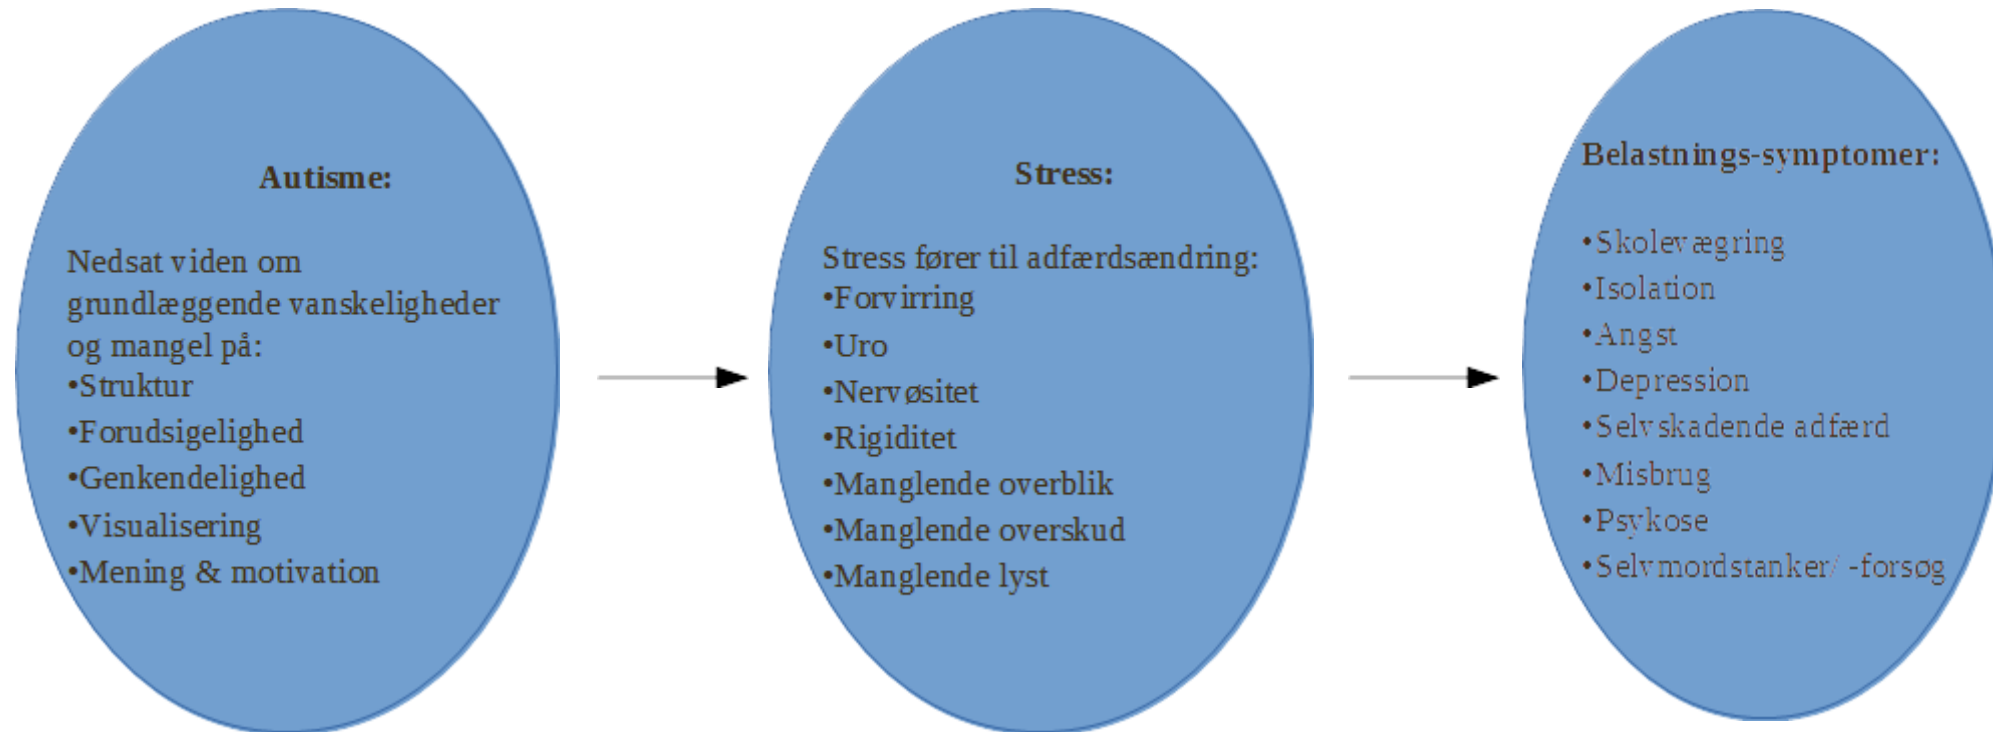 Autisme:
Nedsat viden om
grundlæggende vanskeligheder
og mangel på:
•Struktur
•Forudsigelighed
•Genkendelighed
•Visualisering
•Mening & motivation
Stress:
Stress fører til adfærdsændring:
•Forvirring
•Uro
•Nervøsitet
•Rigiditet
•Manglende overblik
•Manglende overskud
•Manglende lyst
Belastnings-symptomer:
•Skolevægring
•Isolation
•Angst
•Depression
•Selvskadende adfærd
•Misbrug
•Psykose
•Selvmordstanker/ -forsøg